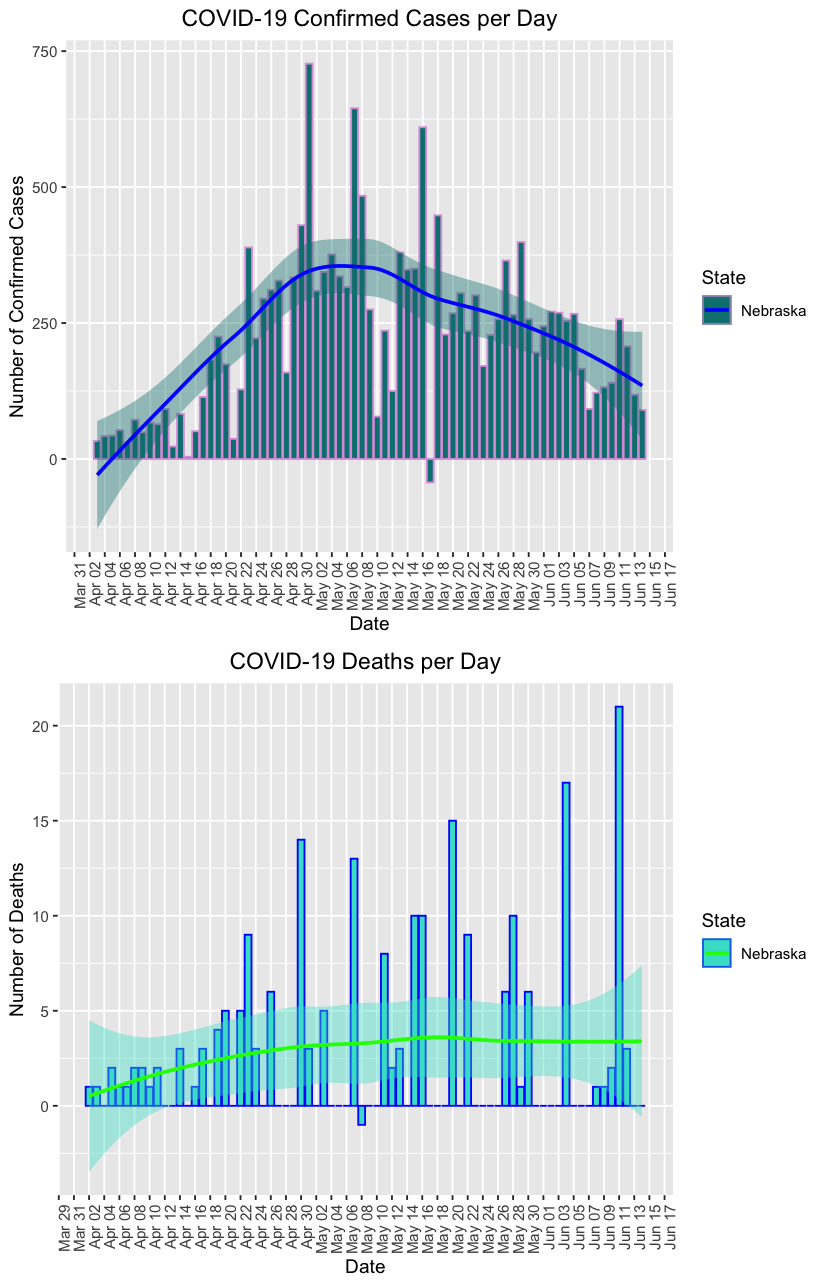 COVID-19 Confirmed Cases per Day
750
500
250
0
Number of Confirmed Cases
Mar 31
Apr 02
Apr 04
Apr 06
Apr 08
Apr 10
Apr 12
Apr 14
Apr 16
Apr 18
Apr 20
Apr 22
Apr 24
Apr 26
Apr 28
Apr 30
May 02
May 04
May 06
May 08
May 10
May 12
May 14
May 16
May 18
May 20
May 22
May 24
May 26
May 28
May 30
Jun 01
Jun 03
Jun 05
Jun 07
Jun 09
Jun 11
Jun 13
Jun 15
Jun 17
Date
State
Nebraska
COVID-19 Deaths per Day
20
15
10
5
0
Number of Deaths
Mar 29
Mar 31
Apr 02
Apr 04
Apr 06
Apr 08
Apr 10
Apr 12
Apr 14
Apr 16
Apr 18
Apr 20
Apr 22
Apr 24
Apr 26
Apr 28
Apr 30
May 02
May 04
May 06
May 08
May 10
May 12
May 14
May 16
May 18
May 20
May 22
May 24
May 26
May 28
May 30
Jun 01
Jun 03
Jun 05
Jun 07
Jun 09
Jun 11
Jun 13
Jun 15
Jun 17
Date
State
Nebraska